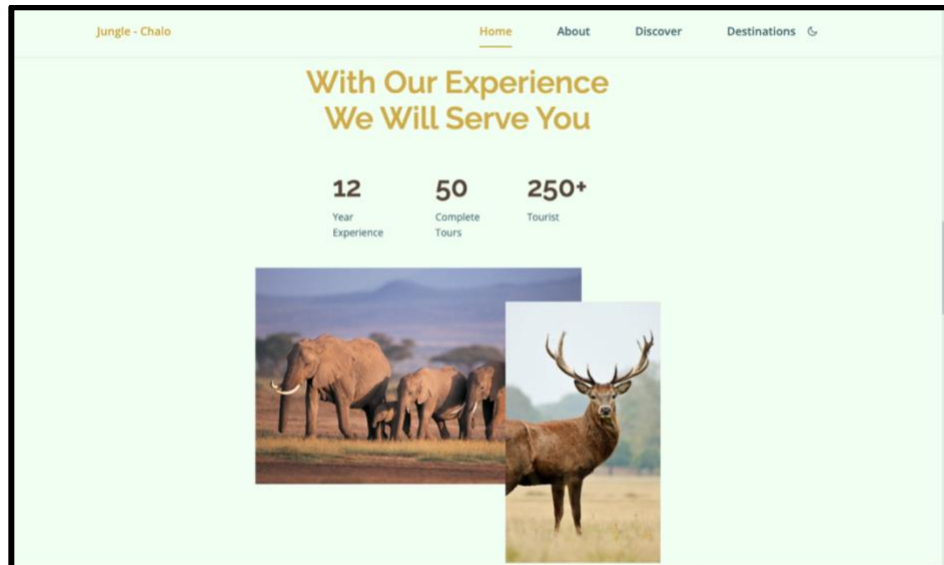 Jungle - Chalo
Home About Discover Destinations
With Our Experience
We Will Serve You
12 50 250+
Year Complete Tourist
Experience Tours